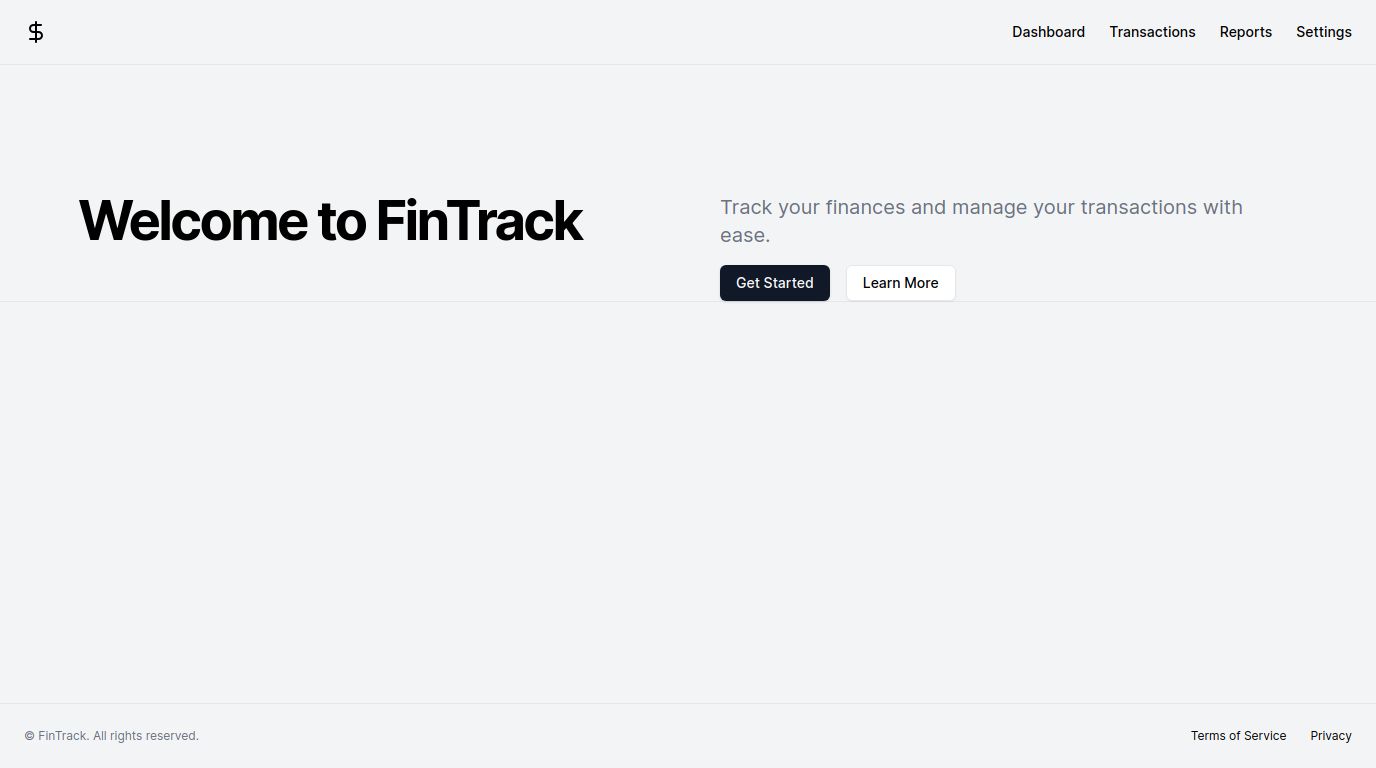 $
Dashboard Transactions Reports Settings
Welcome to FinTrack
Track your finances and manage your transactions with
ease.
Get Started Learn More
© FinTrack. All rights reserved.
Terms of Service Privacy